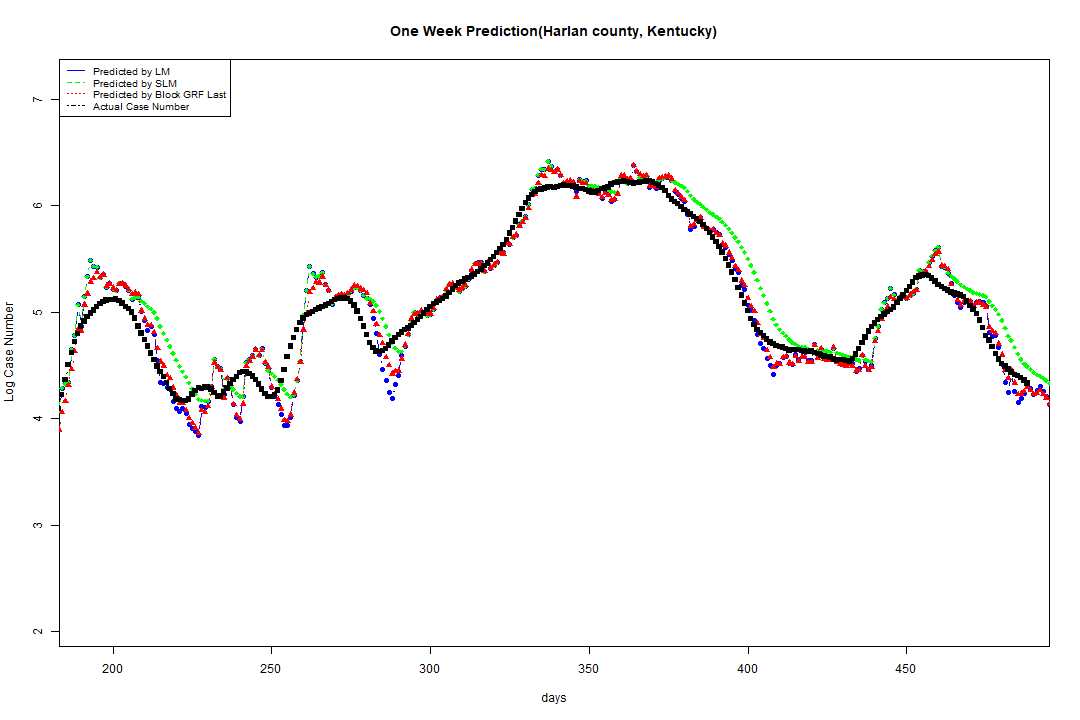 One Week Prediction(Harlan county, Kentucky)
Predicted by LM
Predicted by SLM
Predicted by Block GRF Last
Actual Case Number
7
6
5
4
3
2
Log Case Number
200 250 300 350 400 450
days